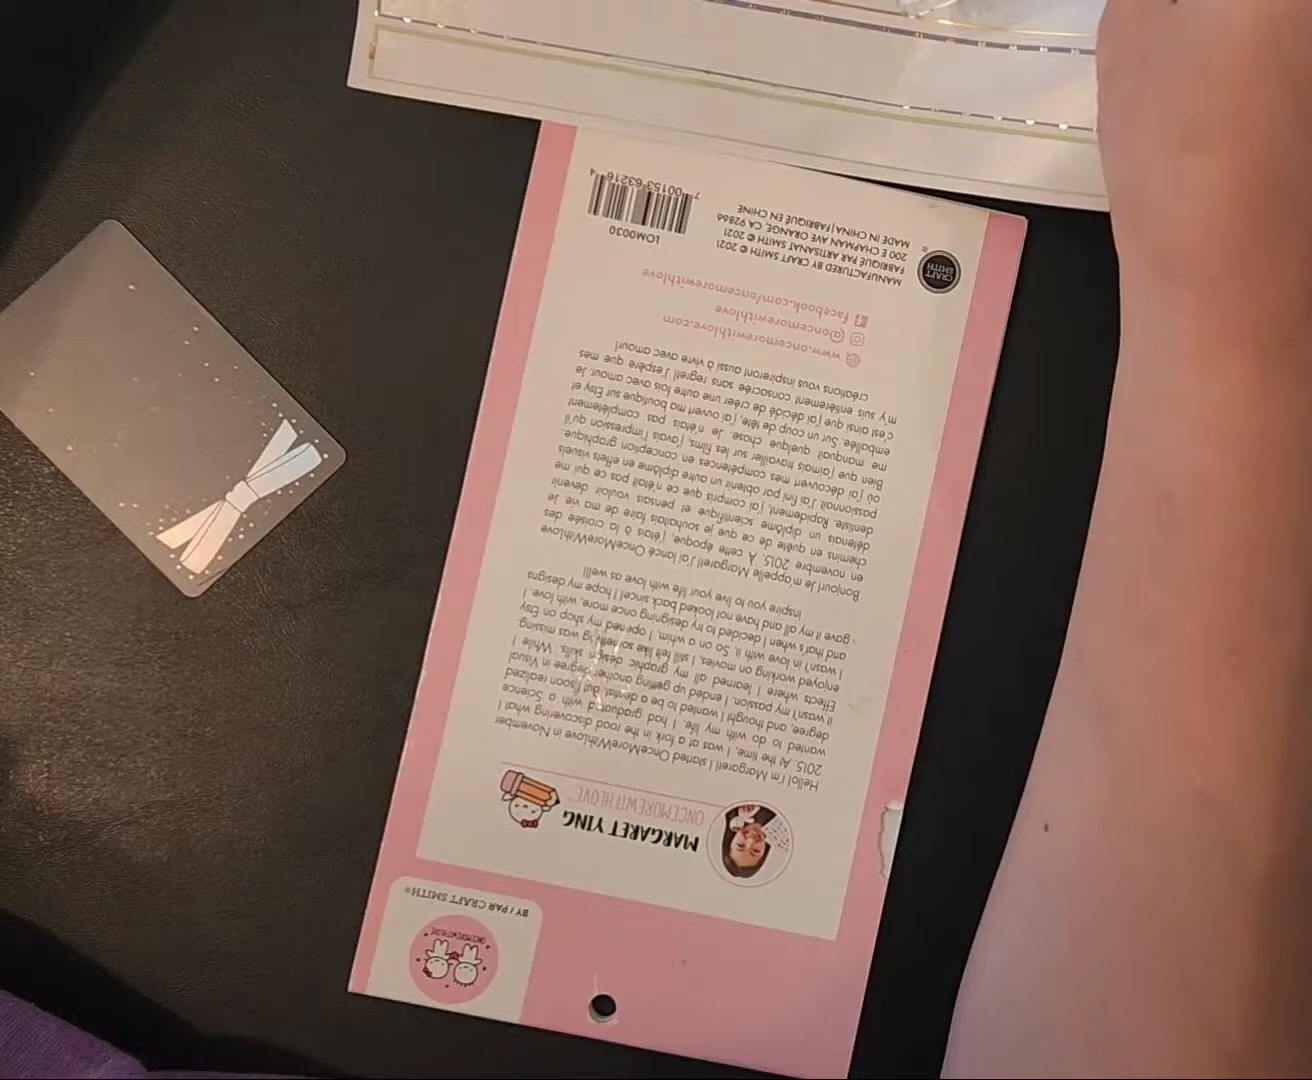 ONCEMOREWITHLOVE
BY / PAR CRAFT SMITH®
MARGARET YING
ONCEMOREWITHLOVE
Hello! I'm Margaret! I started OnceMoreWithLove in November
2015. At the time, I was at a fork in the road discovering what I
wanted to do with my life. I had graduated with a Science
degree, and thought I wanted to be a dentist, but I soon realized
it wasn't my passion. I ended up getting another degree in Visual
Effects where I learned all my graphic design skills. While I
enjoyed working on movies, I still felt like something was missing.
I wasn't in love with it. So on a whim, I opened my shop on Etsy
and that's when I decided to try designing once more, with love. I
gave it my all and have not looked back since! I hope my designs
inspire you to live your life with love as well!
Bonjour! Je m'appelle Margaret! J'ai lancé OnceMoreWithLove
en novembre 2015. À cette époque, j'étais à la croisée des
chemins en quête de ce que je souhaitais faire de ma vie. Je
détenais un diplôme scientifique et pensais vouloir devenir
dentiste. Rapidement, j'ai compris que ce n'était pas ce qui me
passionnait. J'ai fini par obtenir un autre diplôme en effets visuels
où j'ai découvert mes compétences en conception graphique.
Bien que j'aimais travailler sur les films, j'avais l'impression qu'il
me manquait quelque chose. Je n'étais pas complètement
emballée. Sur un coup de tête, j'ai ouvert ma boutique sur Etsy et
c'est ainsi que j'ai décidé de créer une autre fois avec amour. Je
m'y suis entièrement consacrée sans regret! J'espère que mes
créations vous inspireront aussi à vivre avec amour!
www.oncemorewithlove.com
@oncemorewithlove
facebook.com/oncemorewithlove
CRAFT
SMITH
®
MANUFACTURED BY CRAFT SMITH © 2021
FABRIQUÉ PAR ARTISANAT SMITH © 2021
200 E CHAPMAN AVE ORANGE, CA 92866
MADE IN CHINA | FABRIQUÉ EN CHINE
LOM0030
7 00153 63216 4